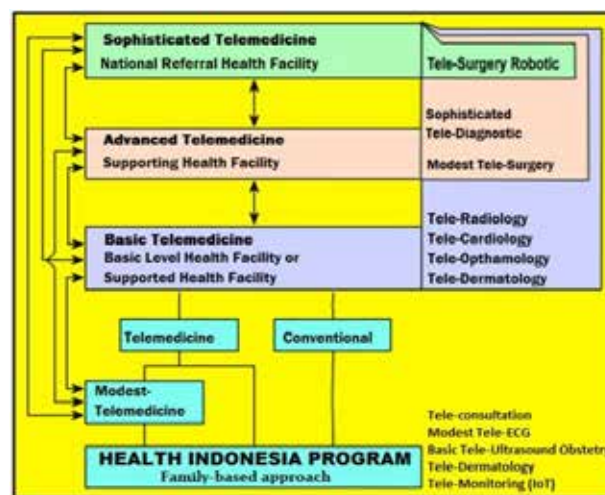 Sophisticated Telemedicine
National Referral Health Facility
Tele-Surgery Robotic
Advanced Telemedicine
Supporting Health Facility
Sophisticated
Tele-Diagnostic
Modest Tele-Surgery
Basic Telemedicine
Basic Level Health Facility or
Supported Health Facility
Tele-Radiology
Tele-Cardiology
Tele-Opthamology
Tele-Dermatology
Telemedicine
Conventional
Modest-
Telemedicine
HEALTH INDONESIA PROGRAM
Family-based approach
Tele-consultation
Modest Tele-ECG
Basic Tele-Ultrasound Obstetry
Tele-Dermatology
Tele-Monitoring (IoT)